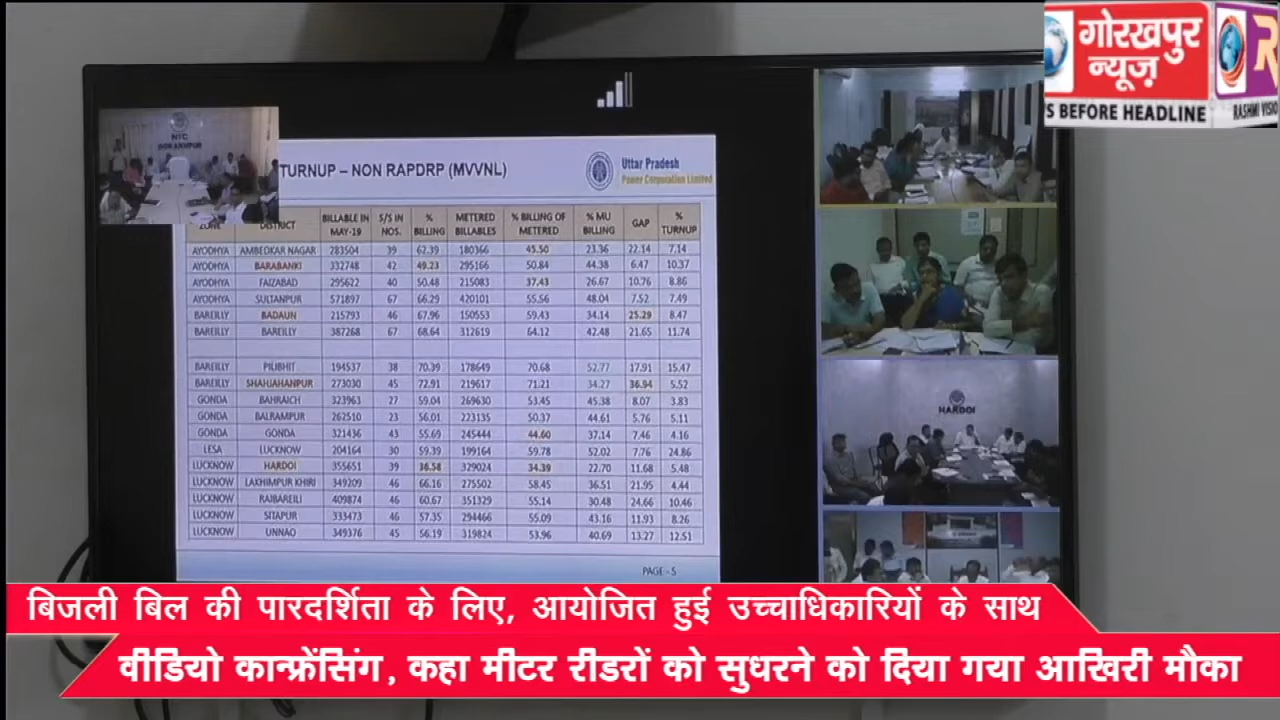 गोरखपुर
न्यूज़
S BEFORE HEADLINE
RASHMI VISIO
NIC
GORAKHPUR
TURNUP – NON RAPDRP (MVVNL)
Uttar Pradesh
Power Corporation Limited
ZONE DISTRICT BILLABLE IN MAY-19 S/S IN NOS. % BILLING METERED BILLABLES % BILLING OF METERED % MU BILLING GAP % TURNUP
AYODHYA AMBEDKAR NAGAR 283504 39 62.39 180366 45.50 23.36 22.14 7.14
AYODHYA BARABANKI 332748 42 49.23 295166 50.84 44.38 6.47 10.37
AYODHYA FAIZABAD 295622 40 50.48 215083 37.43 26.67 10.76 8.86
AYODHYA SULTANPUR 571897 67 66.29 420101 55.56 48.04 7.52 7.49
BAREILLY BADAUN 215793 46 67.96 150553 59.43 34.14 25.29 8.47
BAREILLY BAREILLY 387268 67 68.64 312619 64.12 42.48 21.65 11.74
BAREILLY PILIBHIT 194537 38 70.39 178649 70.68 52.77 17.91 15.47
BAREILLY SHAHJAHANPUR 273030 45 72.91 219617 71.21 34.27 36.94 5.52
GONDA BAHRAICH 323963 27 59.04 269630 53.45 45.38 8.07 3.83
GONDA BALRAMPUR 262510 23 56.01 223135 50.37 44.61 5.76 5.11
GONDA GONDA 321436 43 55.69 245444 44.60 37.14 7.46 4.16
LESA LUCKNOW 204164 30 59.39 199164 59.78 52.02 7.76 24.86
LUCKNOW HARDOI 355651 39 36.58 329024 34.39 22.70 11.68 5.48
LUCKNOW LAKHIMPUR KHIRI 349209 46 66.16 275502 58.45 36.51 21.95 4.44
LUCKNOW RAIBAREILI 409874 46 60.67 351329 55.14 30.48 24.66 10.46
LUCKNOW SITAPUR 333473 46 57.35 294466 55.09 43.16 11.93 8.26
LUCKNOW UNNAO 349376 45 56.19 319824 53.96 40.69 13.27 12.51
PAGE - 5
HARDOI
बिजली बिल की पारदर्शिता के लिए, आयोजित हुई उच्चाधिकारियों के साथ
वीडियो कान्फ्रेंसिंग, कहा मीटर रीडरों को सुधरने को दिया गया आखिरी मौका